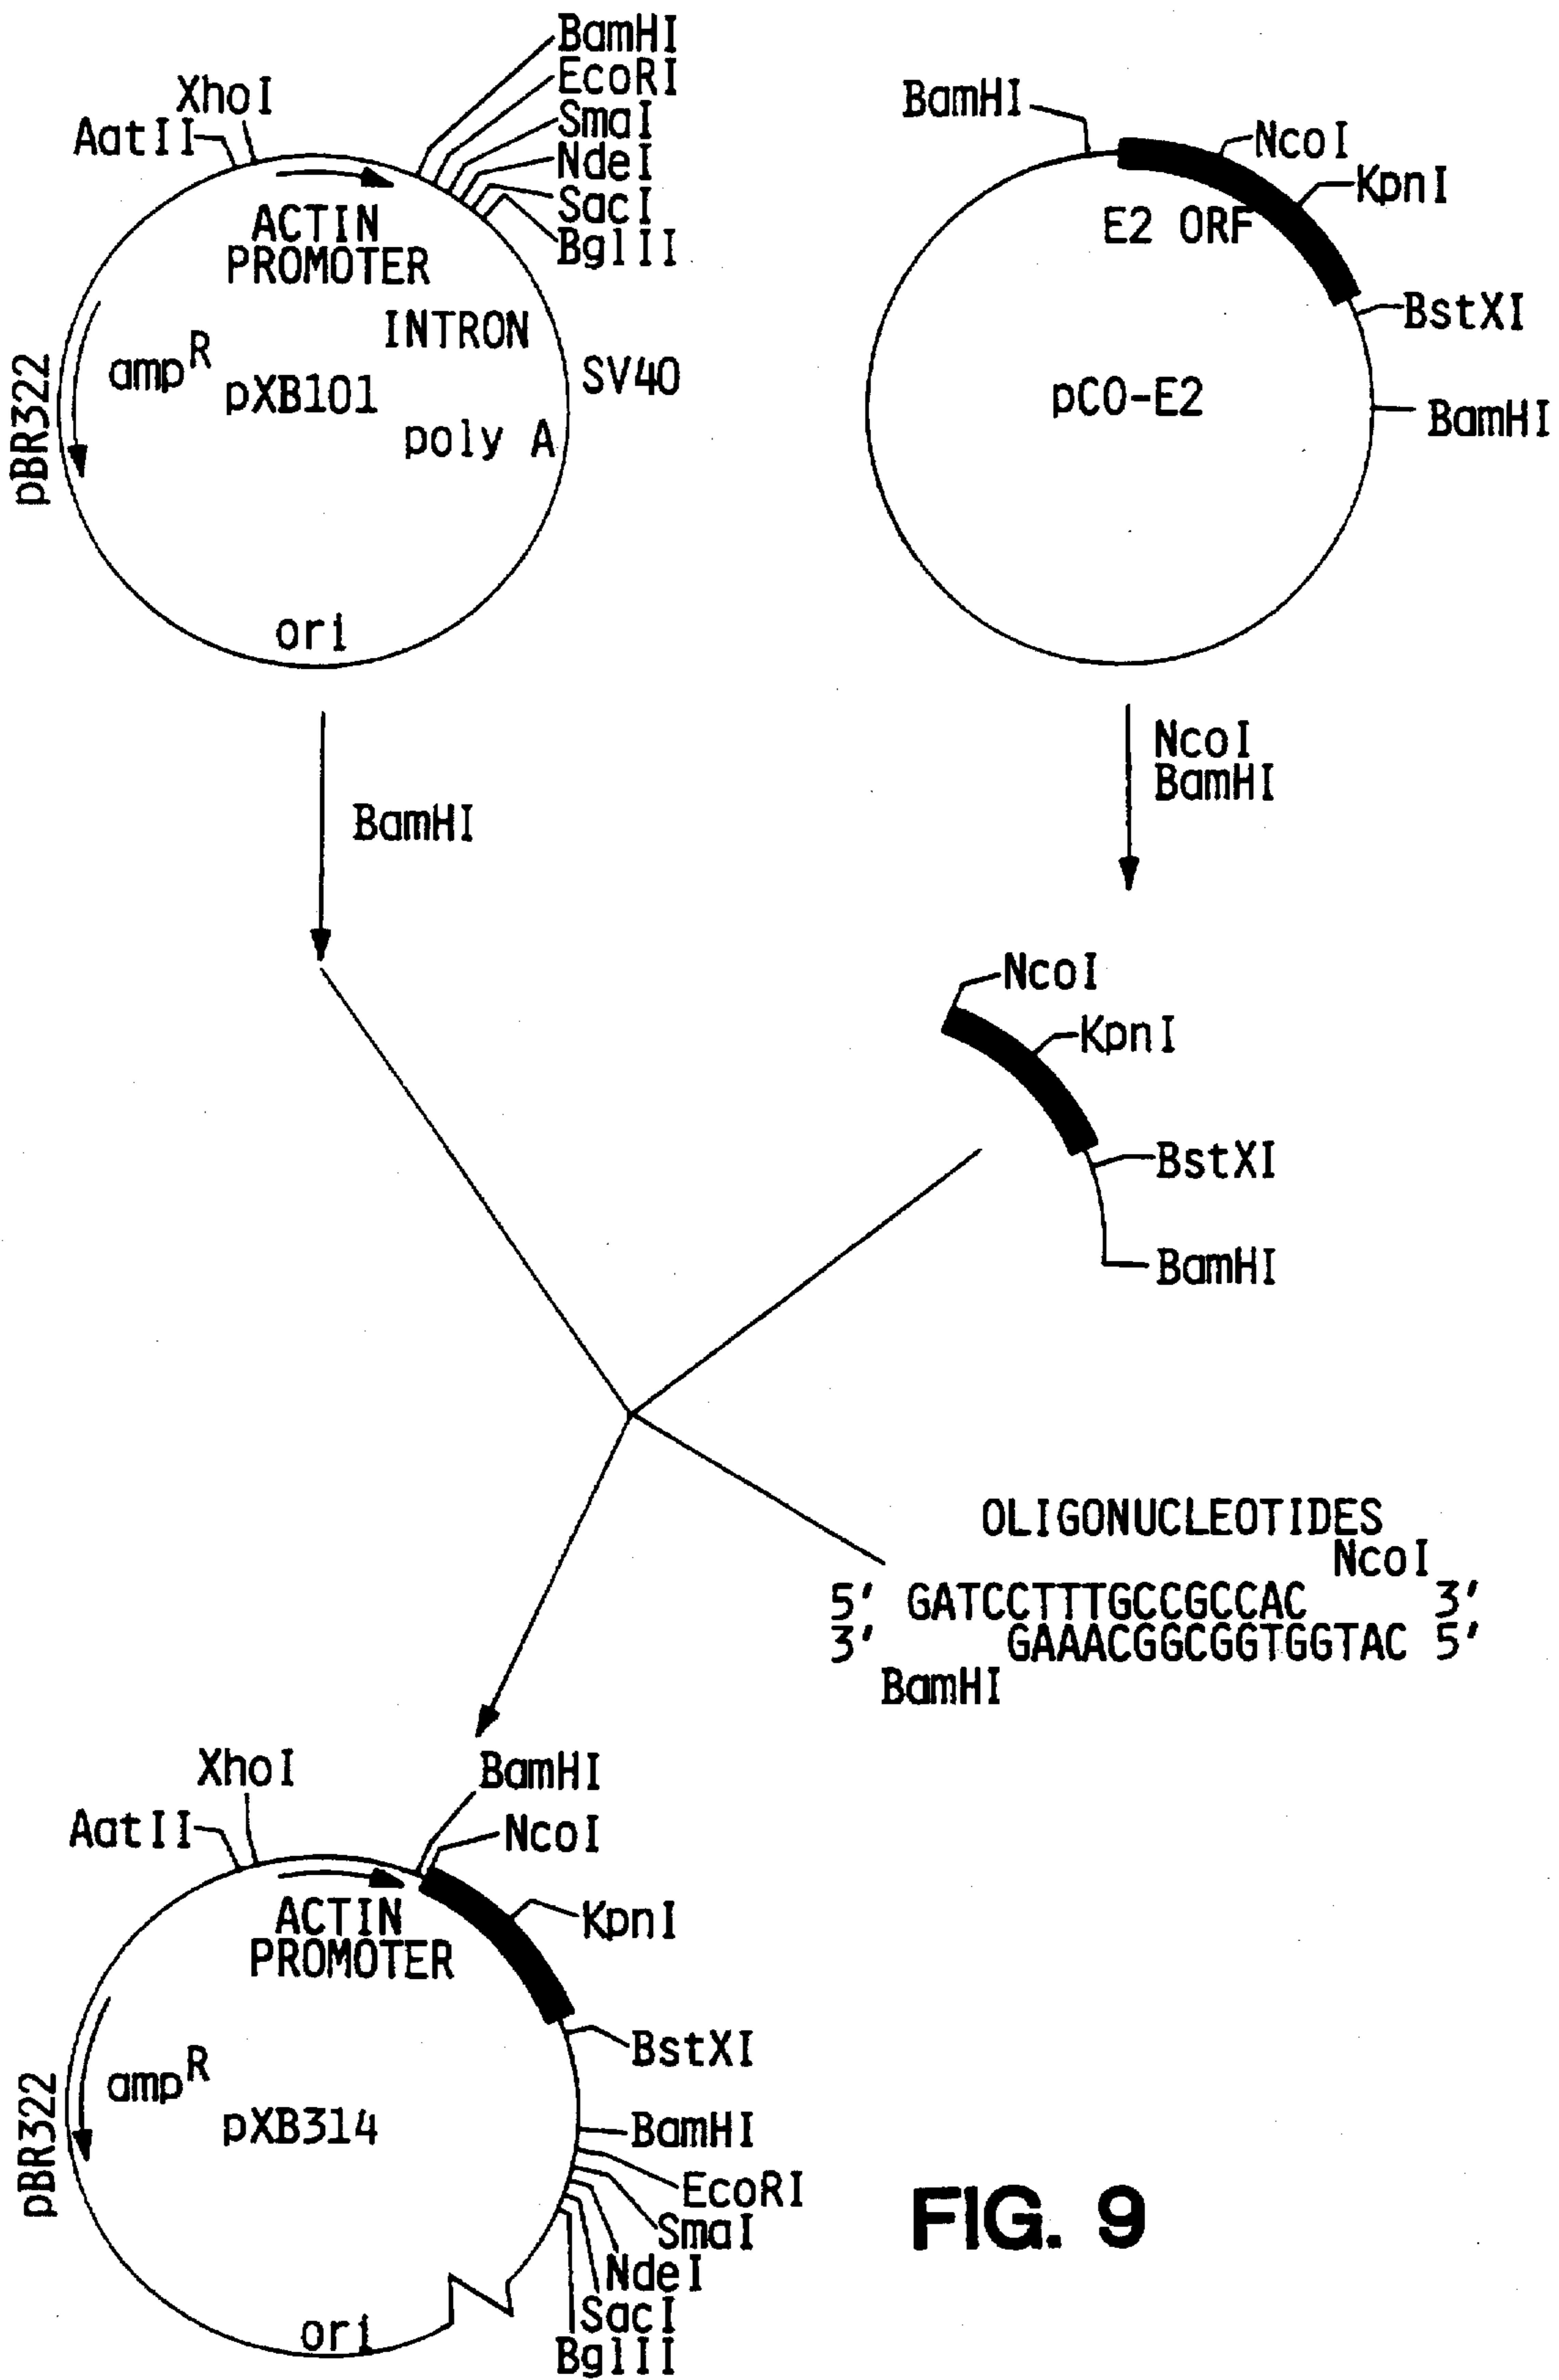 BamHI
EcoRI
SmaI
NdeI
SacI
BglII
XhoI
AatII
ACTIN
PROMOTER
INTRON
SV40
amp^R
pXB101
poly A
pBR322
ori
BamHI
NcoI
KpnI
E2 ORF
BstXI
pCO-E2
BamHI
BamHI
NcoI
BamHI
NcoI
KpnI
BstXI
BamHI
OLIGONUCLEOTIDES
NcoI
5' GATCCTTTGCCGCCAC 3'
3' GAAACGGCGGTGGTAC 5'
BamHI
XhoI
AatII
BamHI
NcoI
ACTIN
PROMOTER
KpnI
BstXI
amp^R
pXB314
pBR322
BamHI
EcoRI
SmaI
NdeI
SacI
BglII
ori
FIG. 9